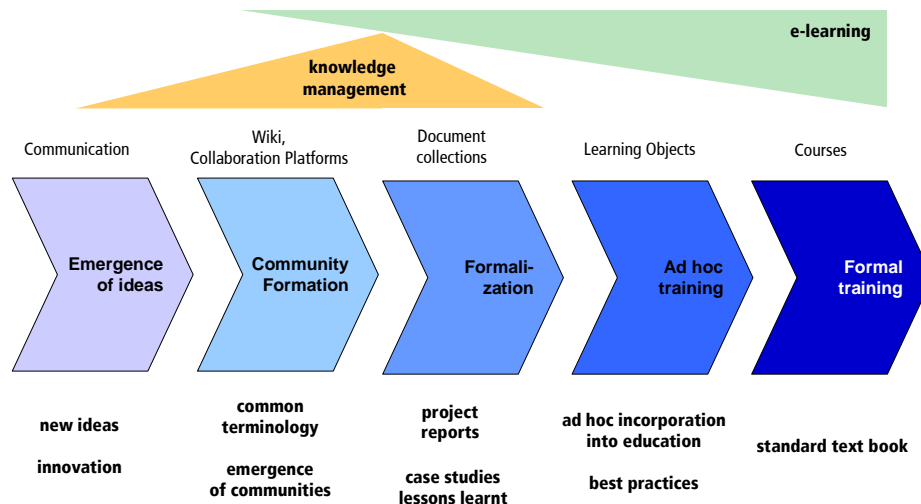 e-learning
knowledge
management
Communication
Wiki,
Collaboration Platforms
Document
collections
Learning Objects
Courses
Emergence
of ideas
Community
Formation
Formali-
zation
Ad hoc
training
Formal
training
new ideas
innovation
common
terminology
emergence
of communities
project
reports
case studies
lessons learnt
ad hoc incorporation
into education
best practices
standard text book